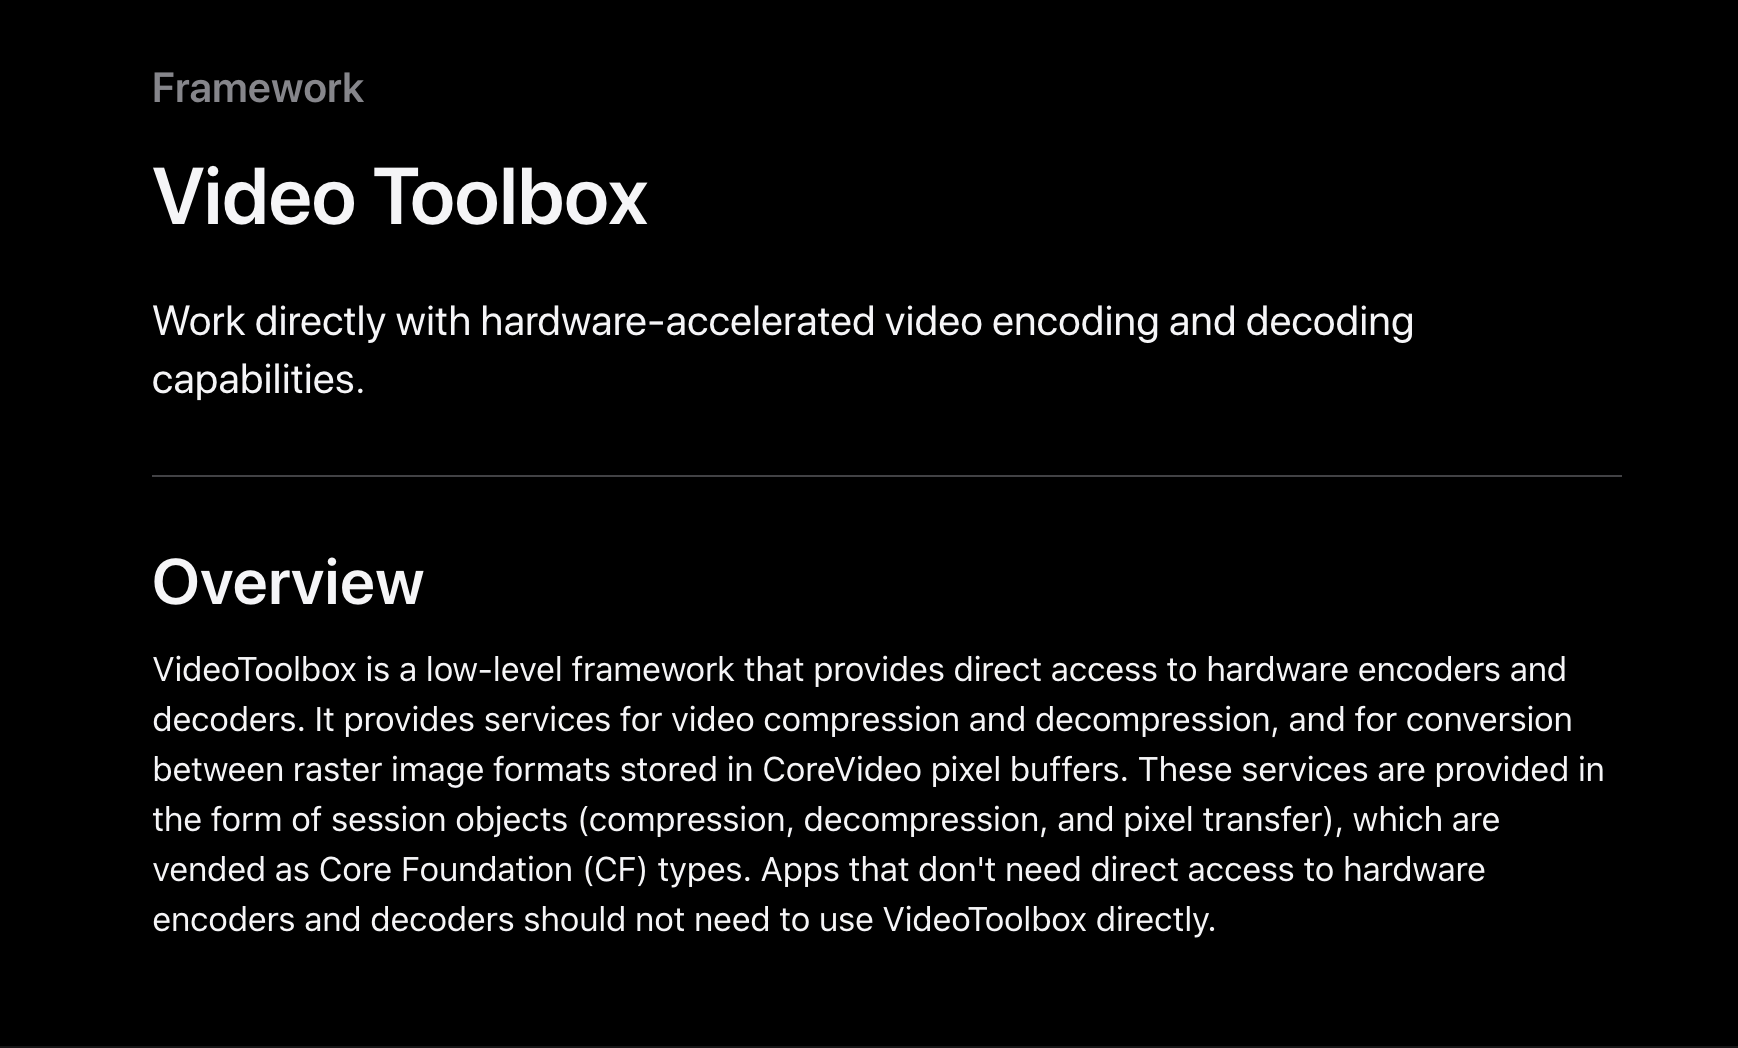 Framework
Video Toolbox
Work directly with hardware-accelerated video encoding and decoding
capabilities.
Overview
VideoToolbox is a low-level framework that provides direct access to hardware encoders and
decoders. It provides services for video compression and decompression, and for conversion
between raster image formats stored in CoreVideo pixel buffers. These services are provided in
the form of session objects (compression, decompression, and pixel transfer), which are
vended as Core Foundation (CF) types. Apps that don't need direct access to hardware
encoders and decoders should not need to use VideoToolbox directly.